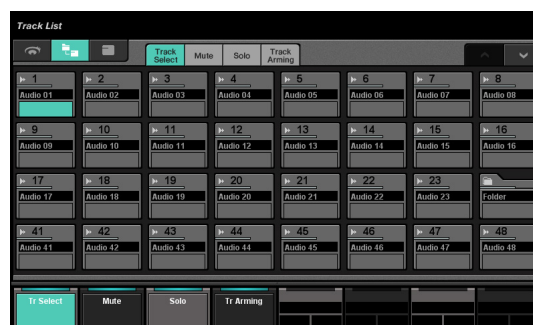 Track List
Track Select Mute Solo Track Arming
1 2 3 4 5 6 7 8
Audio 01 Audio 02 Audio 03 Audio 04 Audio 05 Audio 06 Audio 07 Audio 08
9 10 11 12 13 14 15 16
Audio 09 Audio 10 Audio 11 Audio 12 Audio 13 Audio 14 Audio 15 Audio 16
17 18 19 20 21 22 23
Audio 17 Audio 18 Audio 19 Audio 20 Audio 21 Audio 22 Audio 23 Folder
41 42 43 44 45 46 47 48
Audio 41 Audio 42 Audio 43 Audio 44 Audio 45 Audio 46 Audio 47 Audio 48
Tr Select Mute Solo Tr Arming